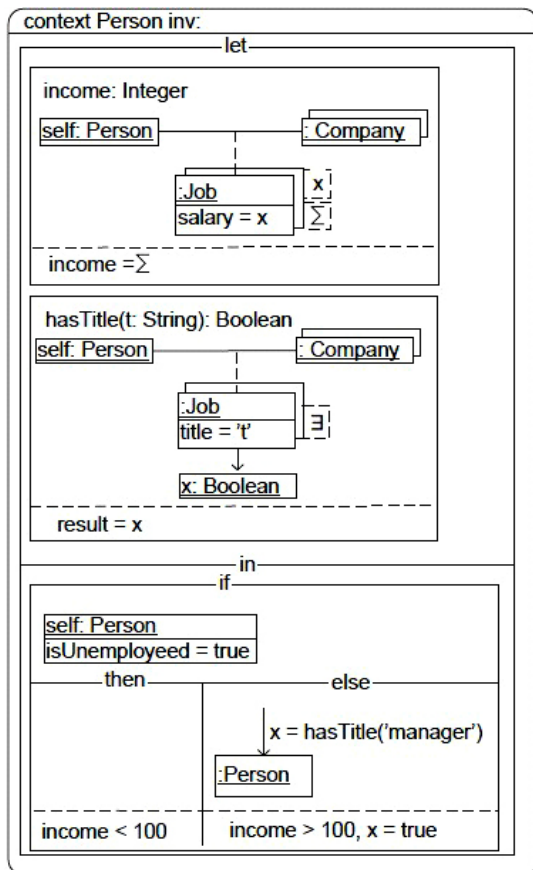 context Person inv:
let
income: Integer
self: Person
: Company
:Job
x
salary = x
∑
income =∑
hasTitle(t: String): Boolean
self: Person
: Company
:Job
title = 't'
∃
x: Boolean
result = x
in
if
self: Person
isUnemployeed = true
then
else
x = hasTitle('manager')
:Person
income < 100
income > 100, x = true